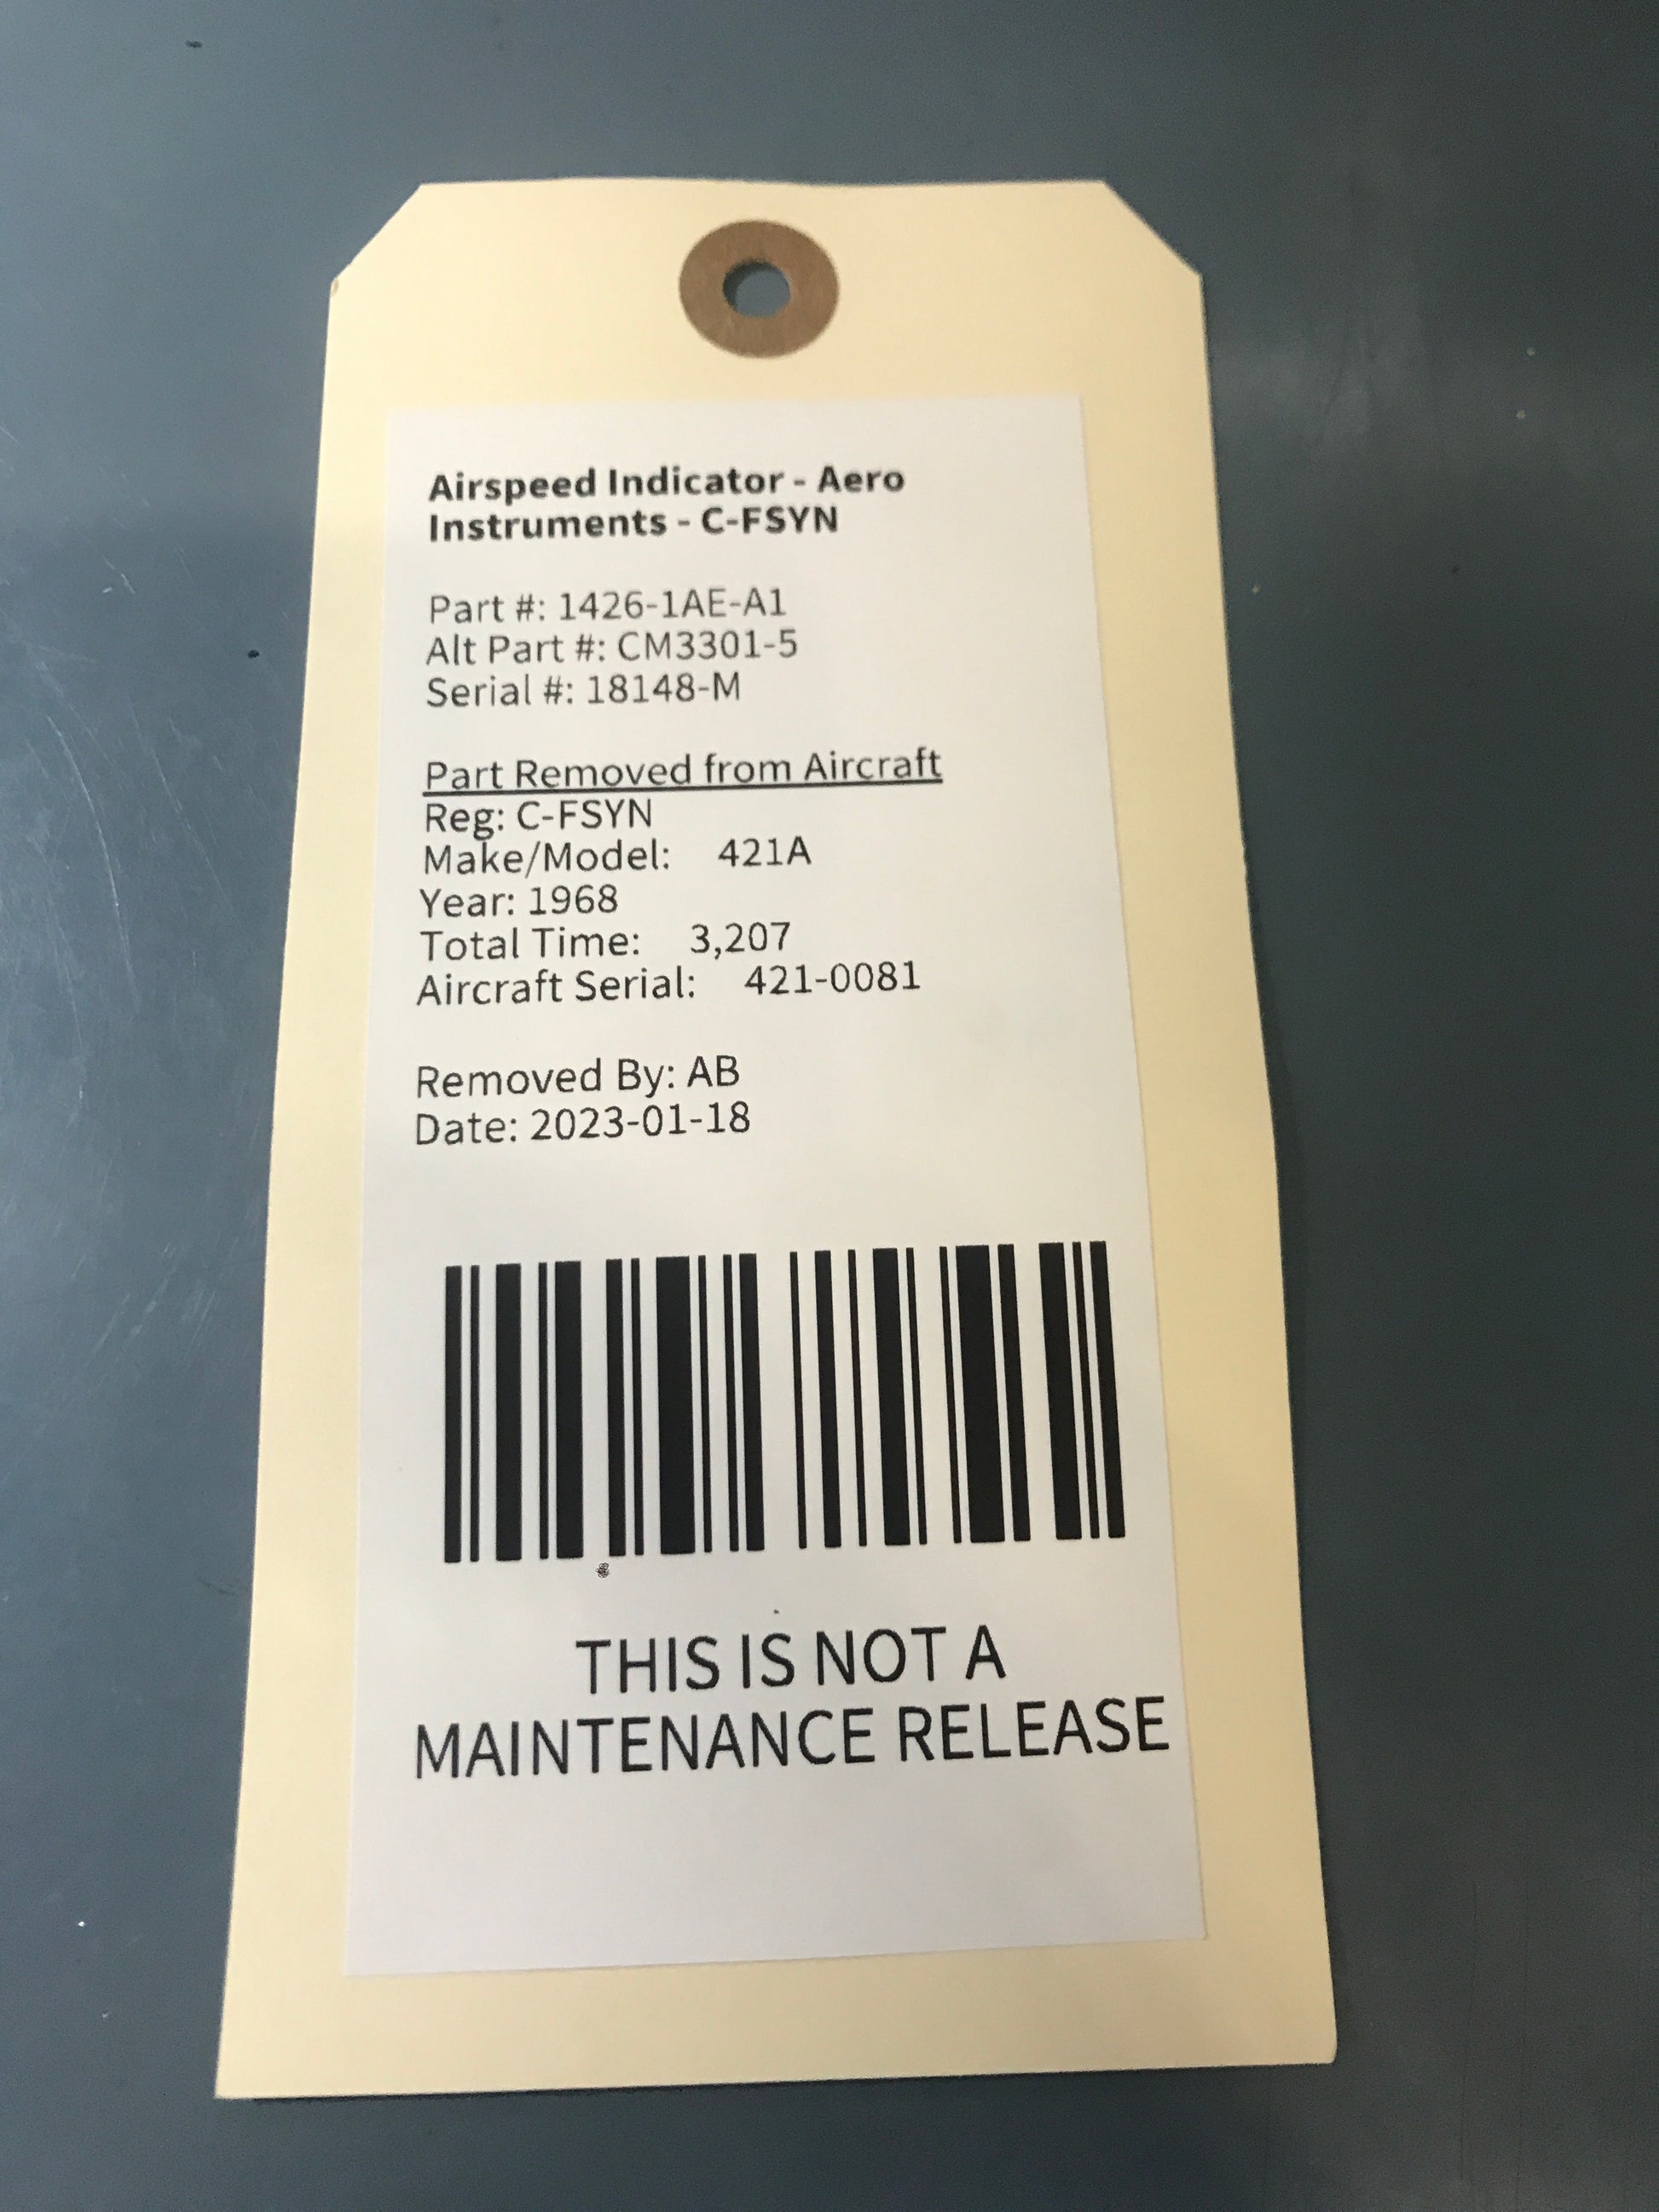 Airspeed Indicator - Aero
Instruments - C-FSYN
Part #: 1426-1AE-A1
Alt Part #: CM3301-5
Serial #: 18148-M
Part Removed from Aircraft
Reg: C-FSYN
Make/Model: 421A
Year: 1968
Total Time: 3,207
Aircraft Serial: 421-0081
Removed By: AB
Date: 2023-01-18
THIS IS NOT A
MAINTENANCE RELEASE